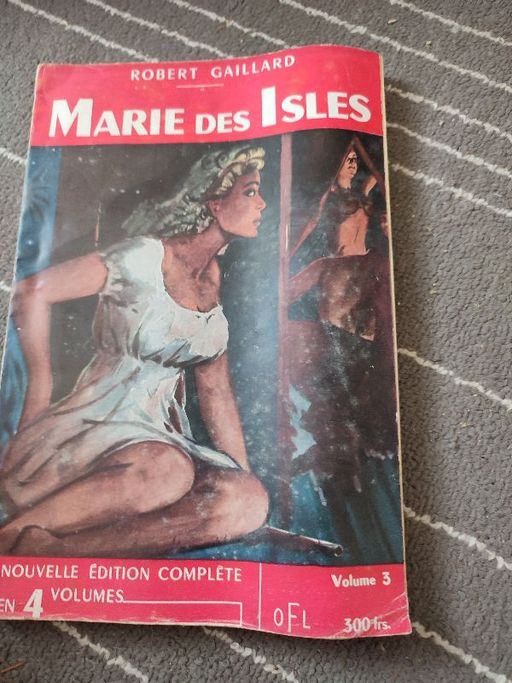 ROBERT GAILLARD
MARIE DES ISLES
NOUVELLE ÉDITION COMPLÈTE
EN 4 VOLUMES
OFL
Volume 3
300 frs.